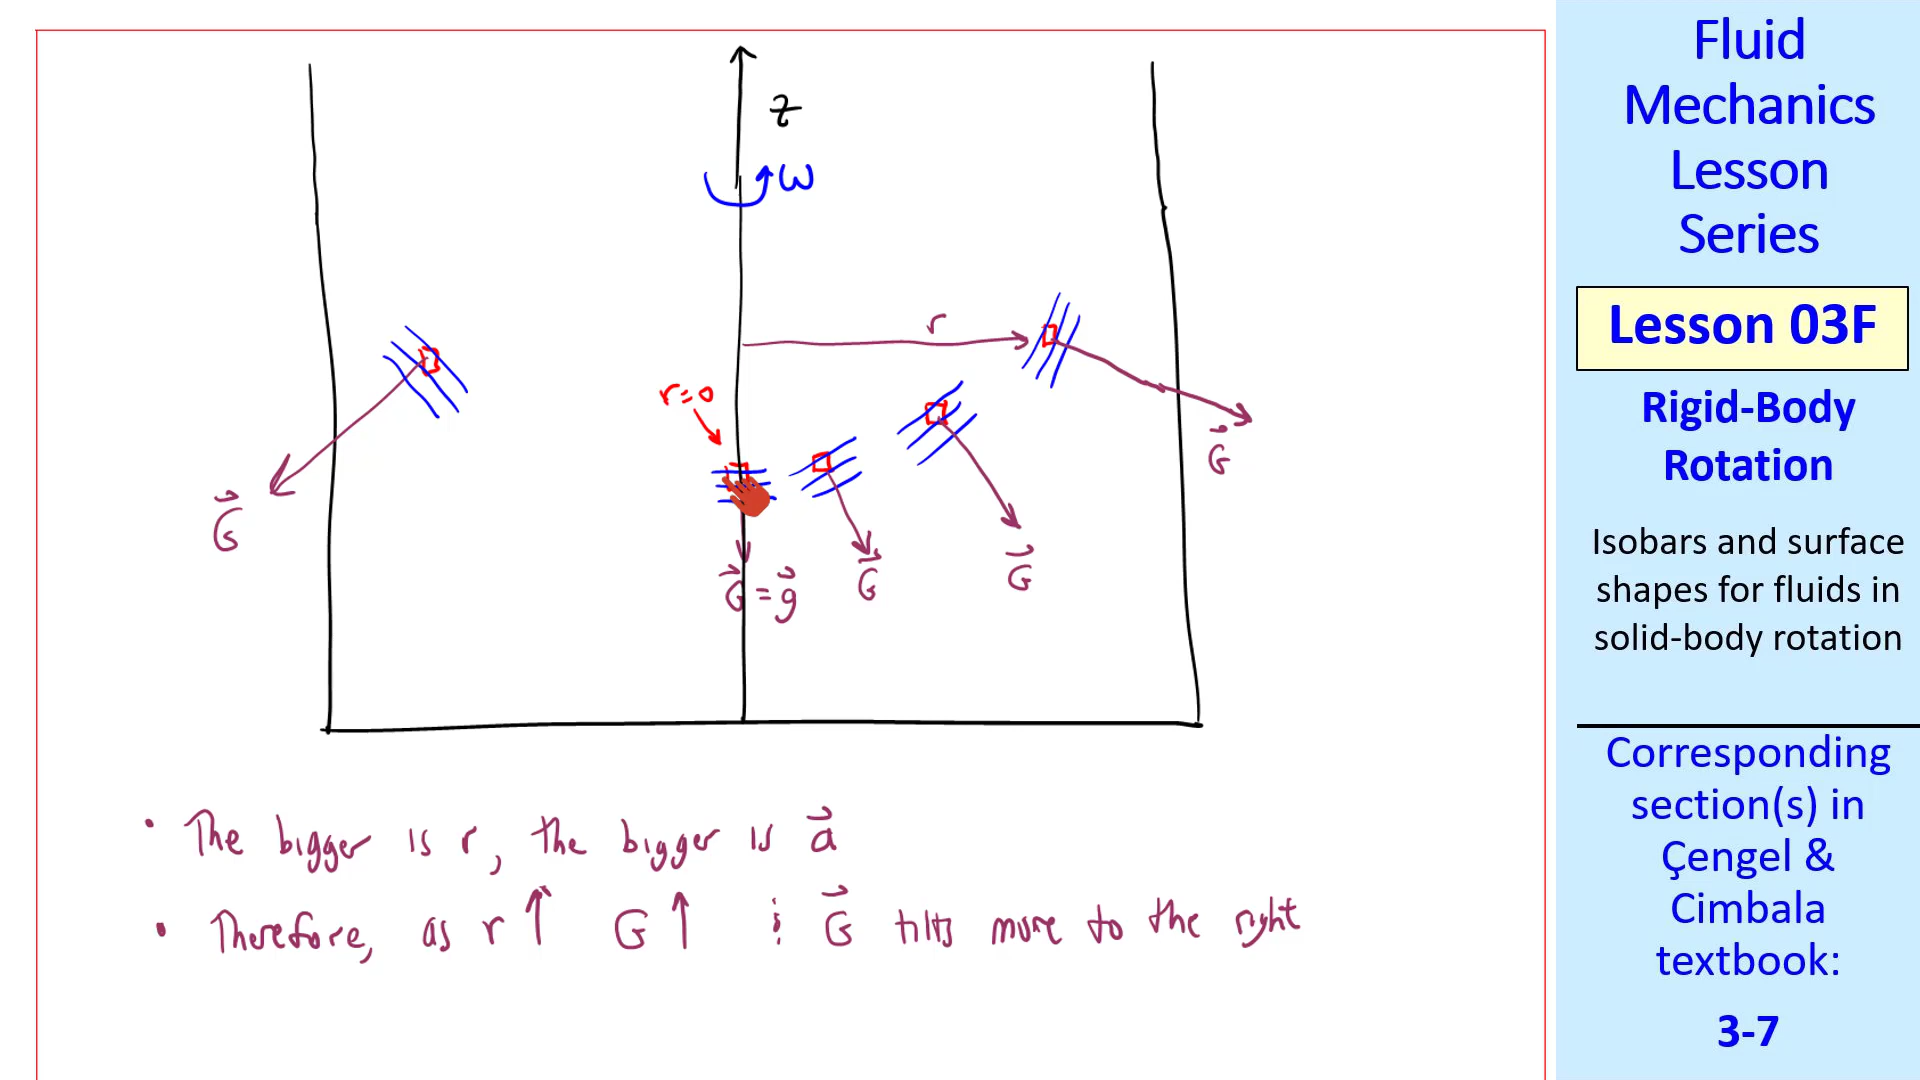 z
ω
r
r=0
G
G
G
G
G = g
• The bigger is r, the bigger is a
• Therefore, as r ↑ G ↑ & G tilts more to the right
Fluid
Mechanics
Lesson
Series
Lesson 03F
Rigid-Body
Rotation
Isobars and surface
shapes for fluids in
solid-body rotation
Corresponding
section(s) in
Çengel &
Cimbala
textbook:
3-7